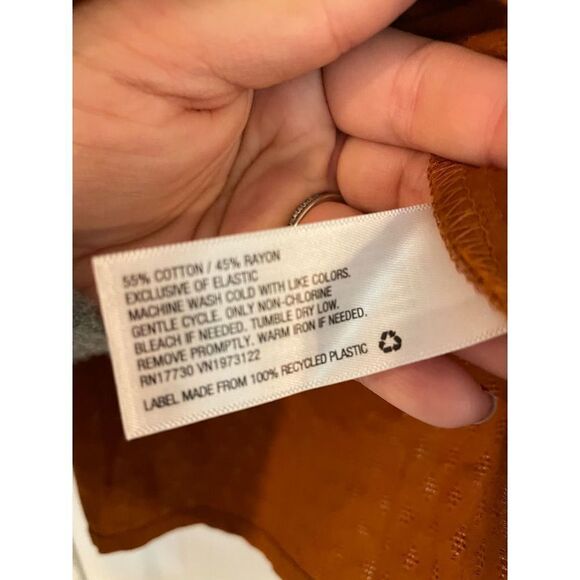 55% COTTON / 45% RAYON
EXCLUSIVE OF ELASTIC
MACHINE WASH COLD WITH LIKE COLORS.
GENTLE CYCLE. ONLY NON-CHLORINE
BLEACH IF NEEDED. TUMBLE DRY LOW.
REMOVE PROMPTLY. WARM IRON IF NEEDED.
RN17730 VN1973122
LABEL MADE FROM 100% RECYCLED PLASTIC